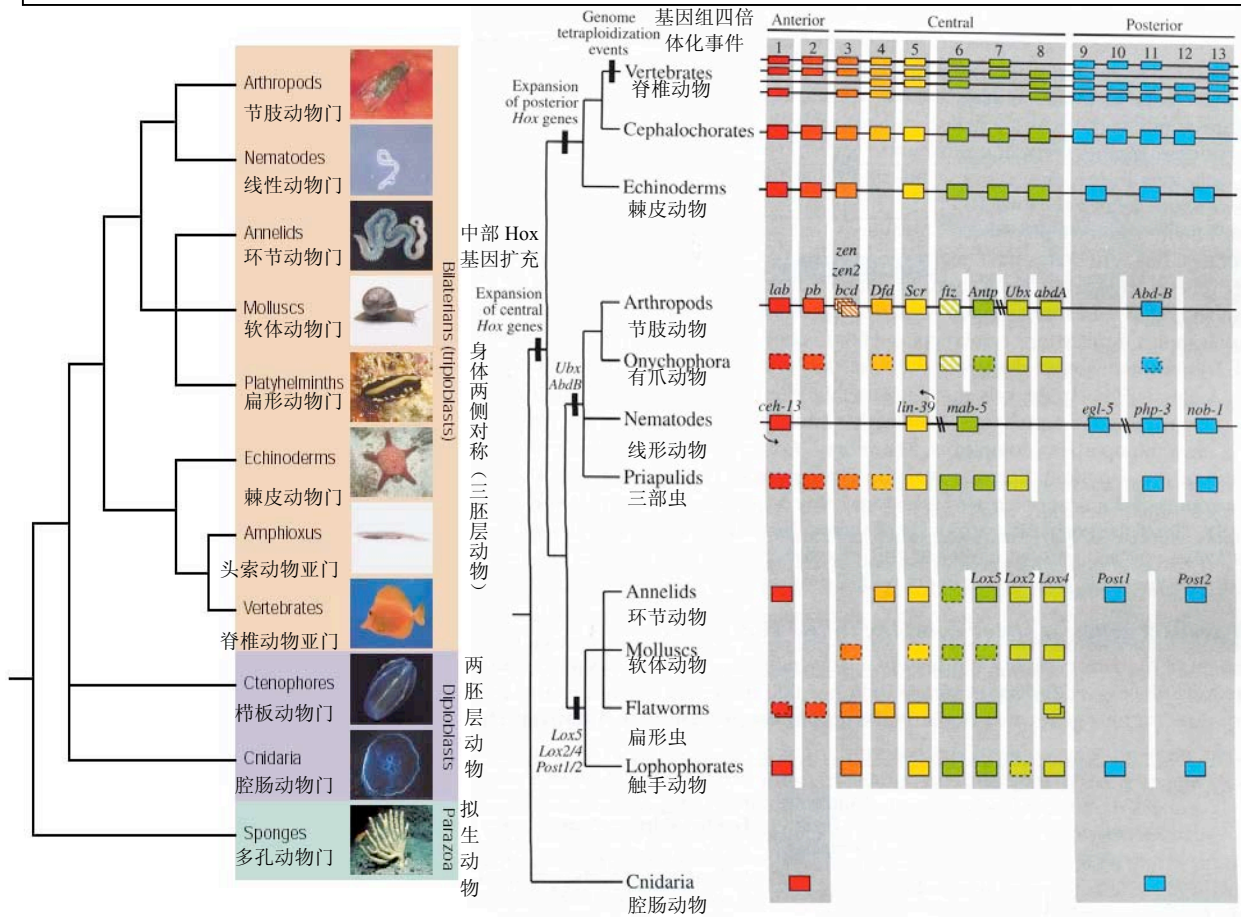 Arthropods
节肢动物门
Nematodes
线性动物门
Annelids
环节动物门
Molluscs
软体动物门
Platyhelminths
扁形动物门
Echinoderms
棘皮动物门
Amphioxus
头索动物亚门
Vertebrates
脊椎动物亚门
Ctenophores
栉板动物门
Cnidaria
腔肠动物门
Sponges
多孔动物门
Bilaterians (triploblasts)
Diploblasts
Parazoa
身体两侧对称（三胚层动物）
两胚层动物
拟生动物
Genome
tetraploidization
events
基因组四倍
体化事件
Expansion
of posterior
Hox genes
中部 Hox
基因扩充
Expansion
of central
Hox genes
Ubx
AbdB
Lox5
Lox2/4
Post1/2
Vertebrates
脊椎动物
Cephalochorates
Echinoderms
棘皮动物
Arthropods
节肢动物
Onychophora
有爪动物
Nematodes
线形动物
Priapulids
三部虫
Annelids
环节动物
Molluscs
软体动物
Flatworms
扁形虫
Lophophorates
触手动物
Cnidaria
腔肠动物
Anterior Central Posterior
1 2 3 4 5 6 7 8 9 10 11 12 13
zen
zen2
lab pb bcd Dfd Scr ftz Antp Ubx abdA Abd-B
ceh-13 lin-39 mab-5 egl-5 php-3 nob-1
Lox5 Lox2 Lox4 Post1 Post2